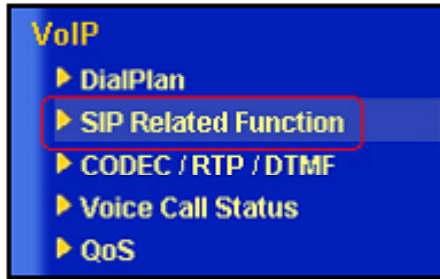 VoIP
DialPlan
SIP Related Function
CODEC / RTP / DTMF
Voice Call Status
QoS